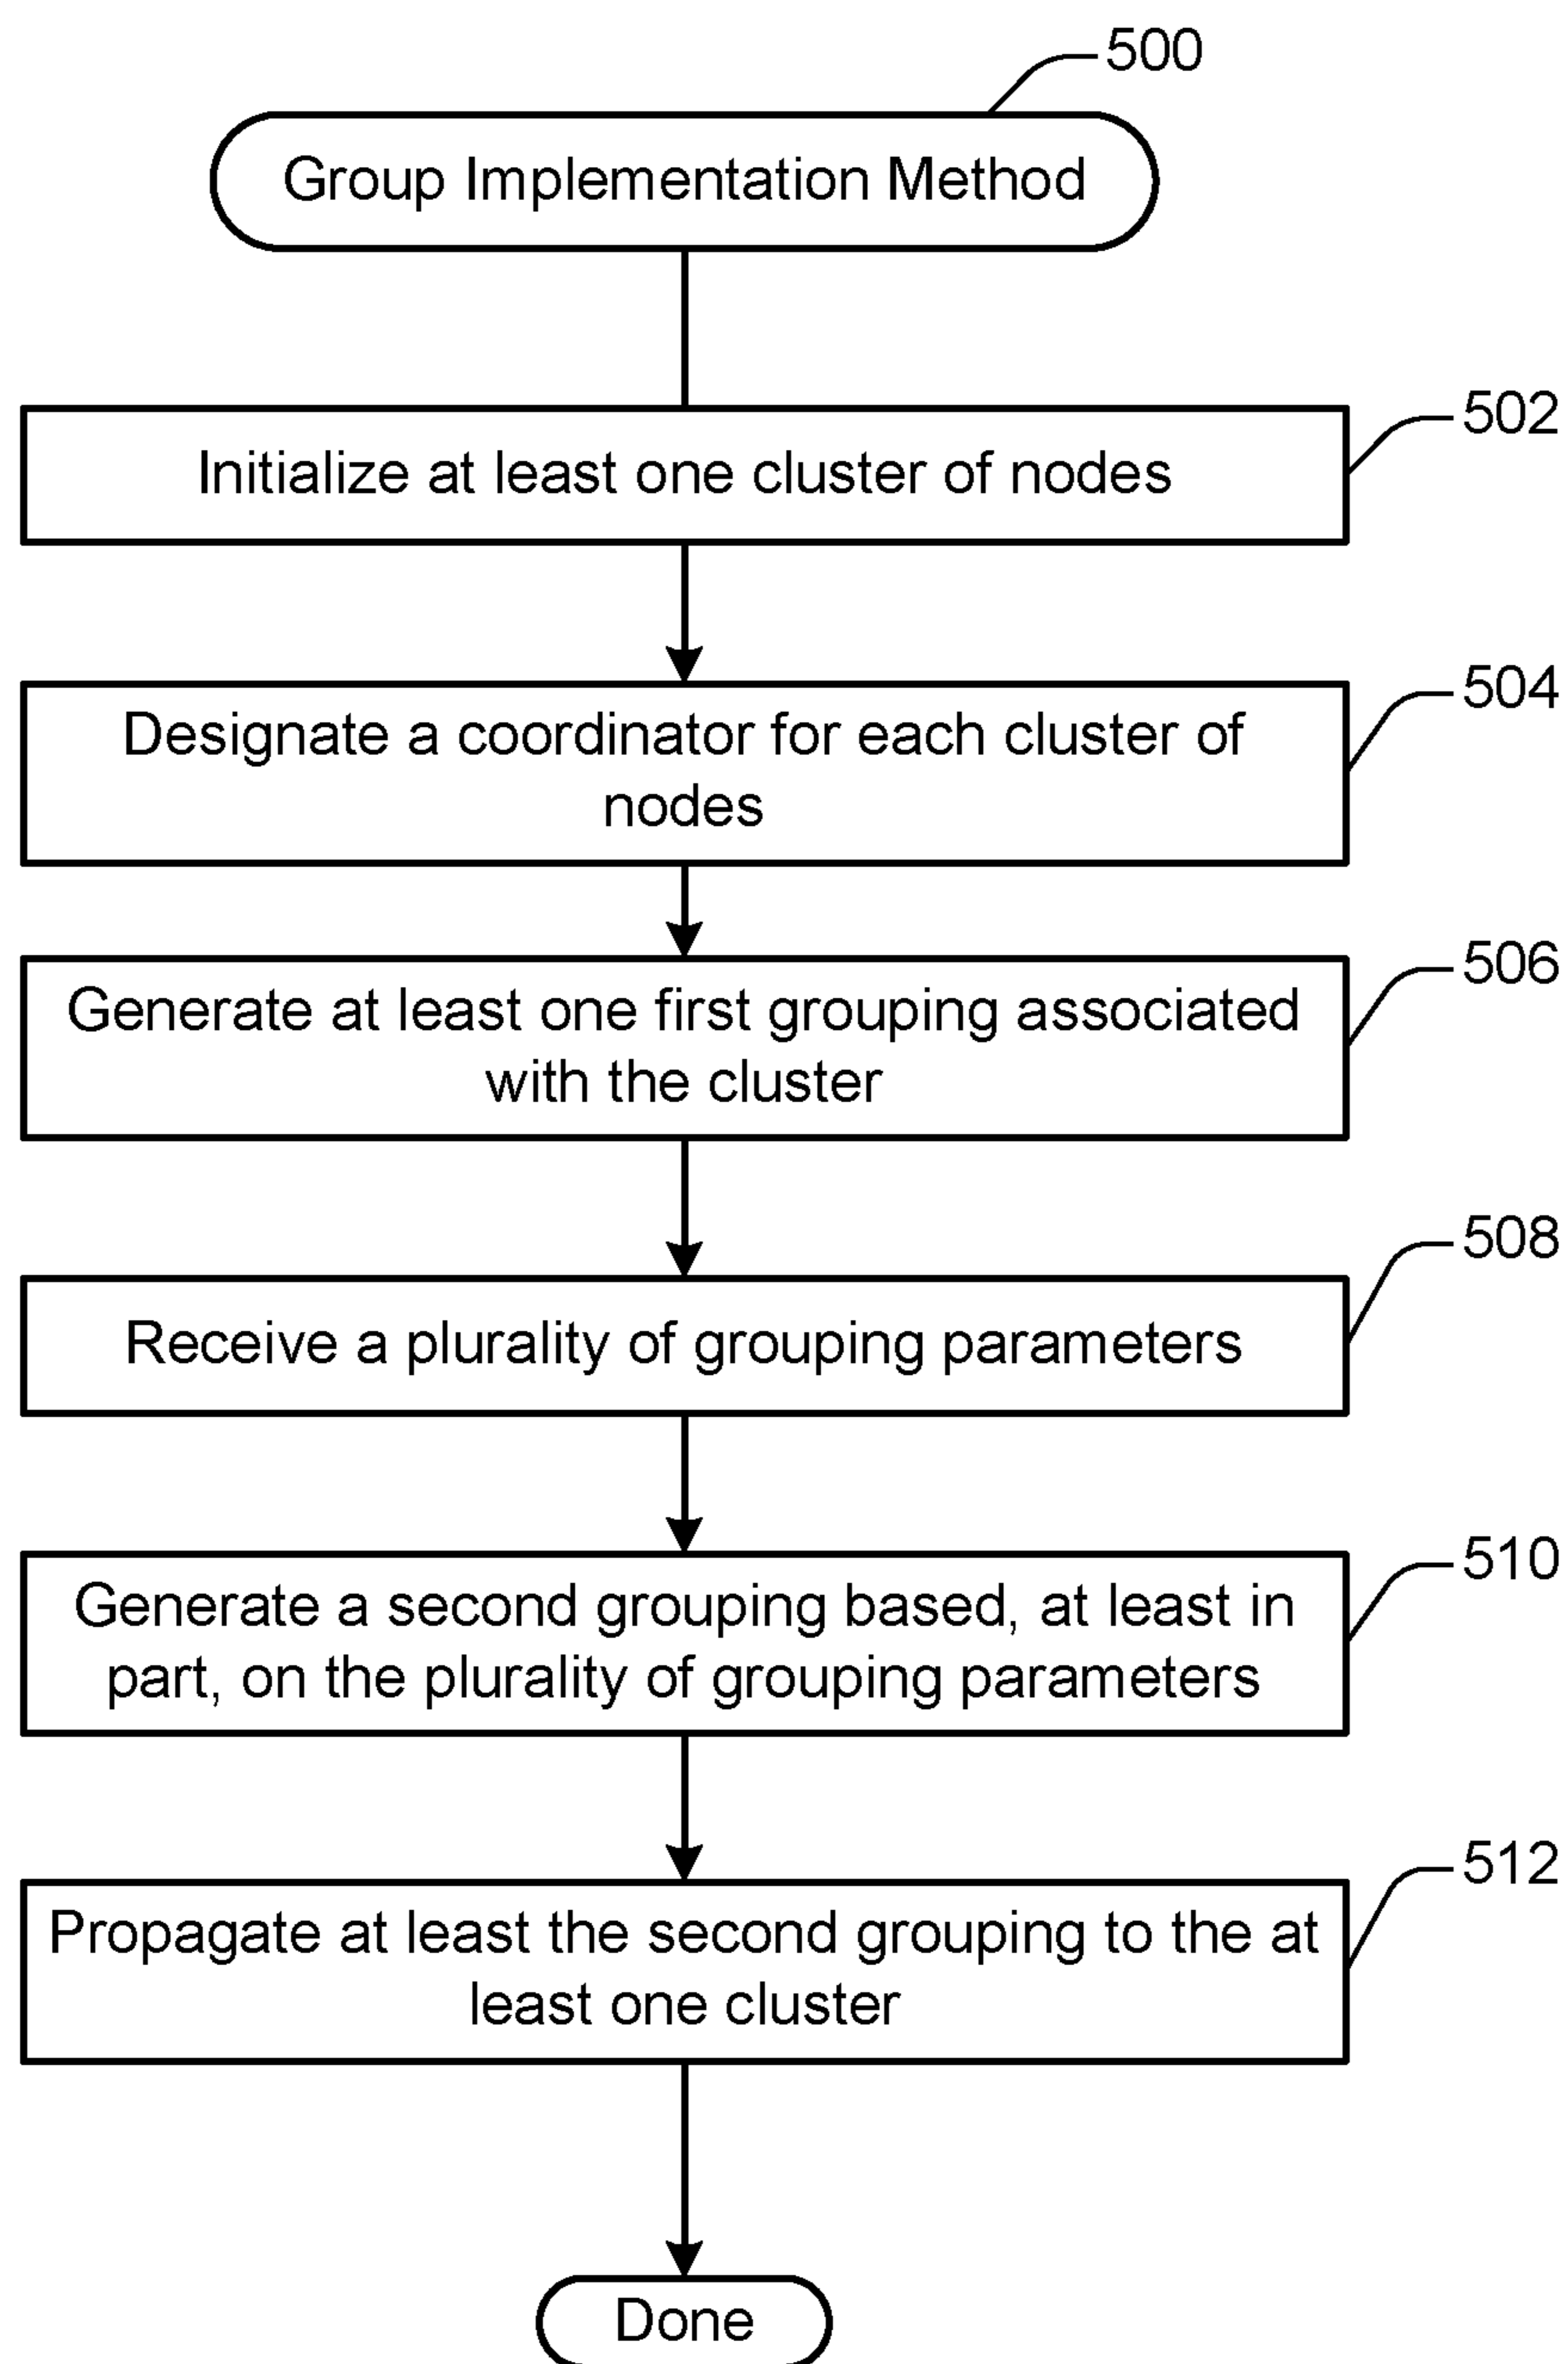 500
Group Implementation Method
502
Initialize at least one cluster of nodes
504
Designate a coordinator for each cluster of
nodes
506
Generate at least one first grouping associated
with the cluster
508
Receive a plurality of grouping parameters
510
Generate a second grouping based, at least in
part, on the plurality of grouping parameters
512
Propagate at least the second grouping to the at
least one cluster
Done